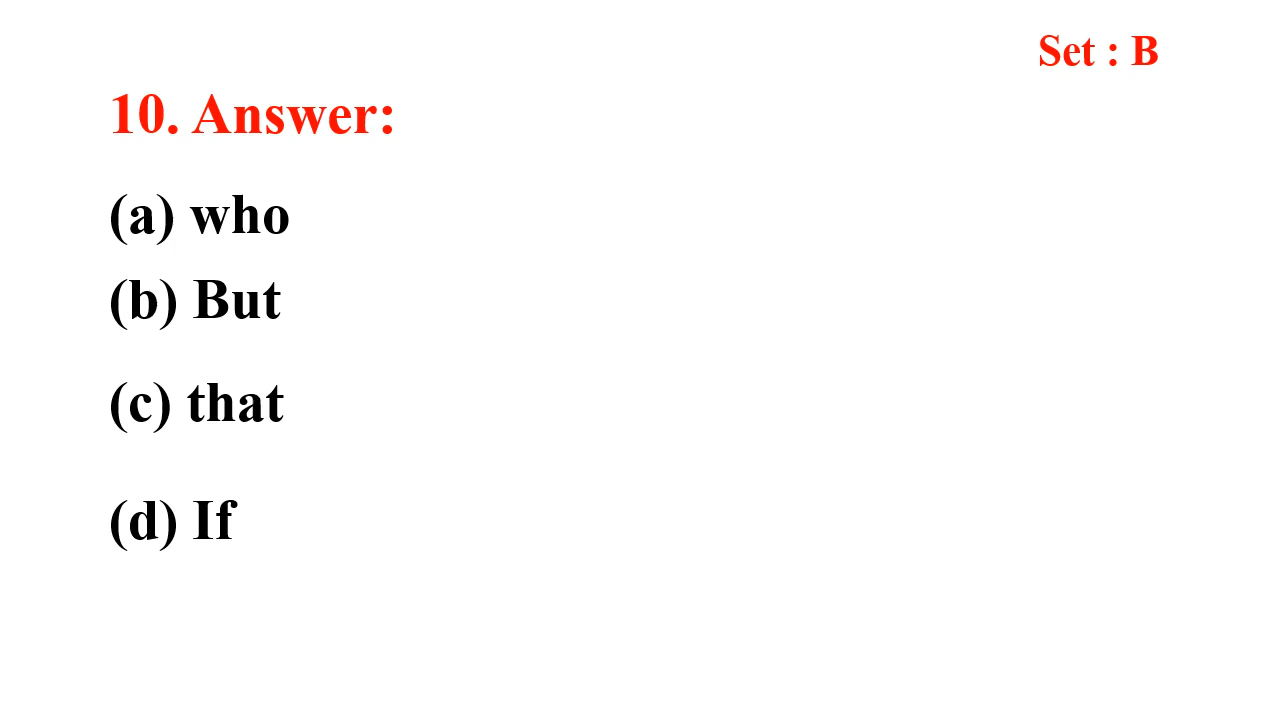 Set : B
10. Answer:
(a) who
(b) But
(c) that
(d) If